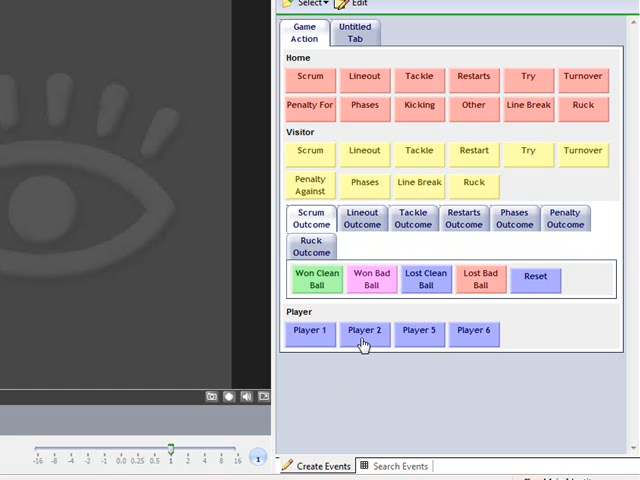 Select Edit
Game Action
Untitled Tab
Home
Scrum Lineout Tackle Restarts Try Turnover
Penalty For Phases Kicking Other Line Break Ruck
Visitor
Scrum Lineout Tackle Restart Try Turnover
Penalty Against Phases Line Break Ruck
Scrum Outcome Lineout Outcome Tackle Outcome Restarts Outcome Phases Outcome Penalty Outcome
Ruck Outcome
Won Clean Ball Won Bad Ball Lost Clean Ball Lost Bad Ball Reset
Player
Player 1 Player 2 Player 5 Player 6
-16 -8 -4 -2 -1 0.0 0.25 0.5 1 2 4 8 16
1
Create Events Search Events